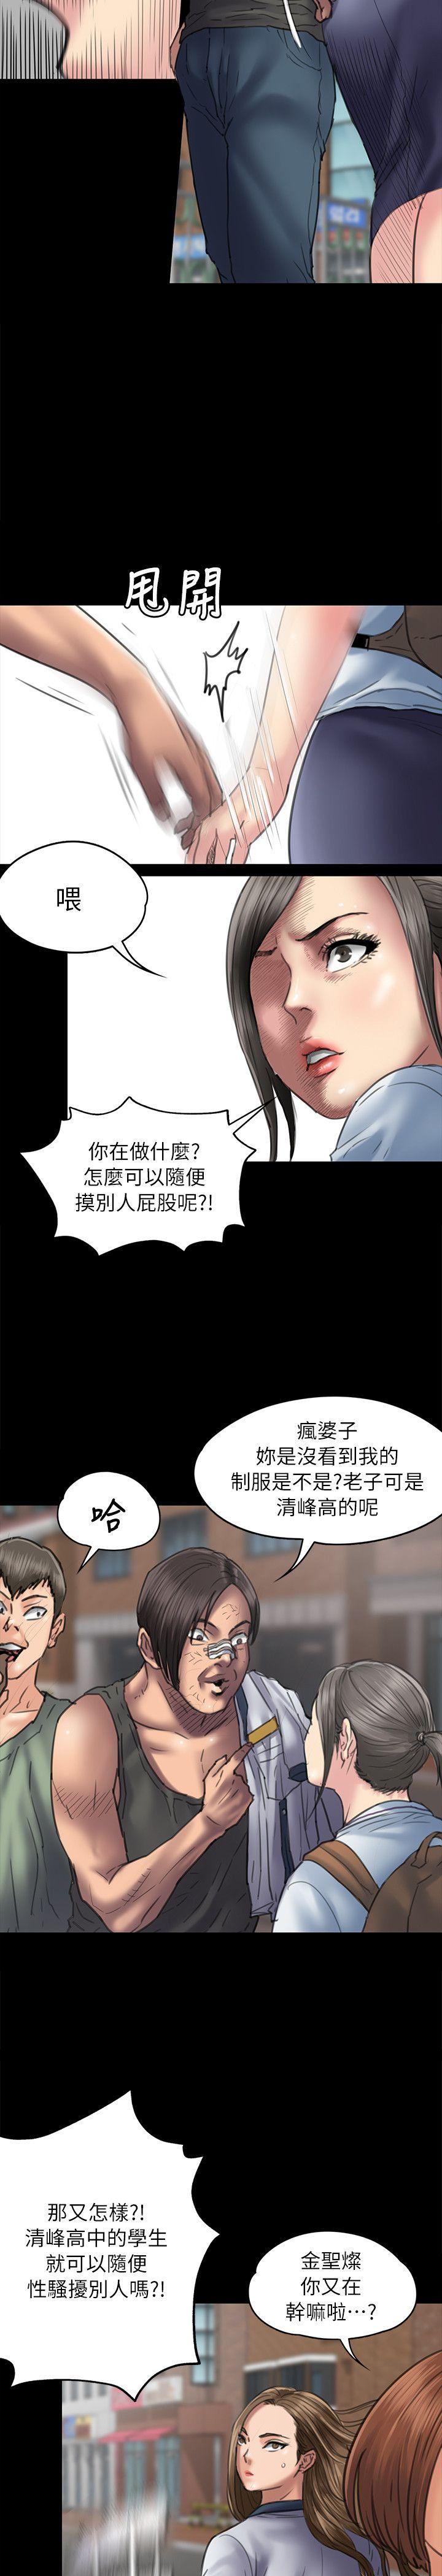 甩開
喂
你在做什麼?
怎麼可以隨便
摸別人屁股呢?!
瘋婆子
妳是沒看到我的
制服是不是?老子可是
清峰高的呢
哈
那又怎樣?!
清峰高中的學生
就可以隨便
性騷擾別人嗎?!
金聖燦
你又在
幹嘛啦…?